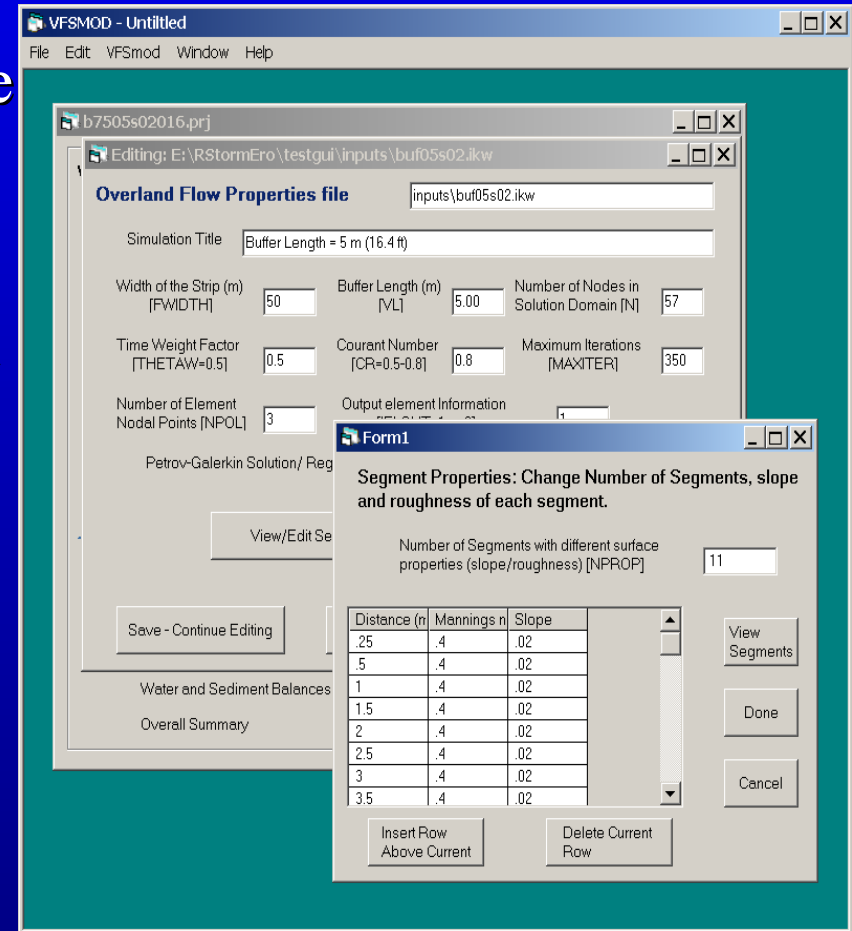 VFSMOD - Untiltled
File Edit VFSmod Window Help
e
b7505s02016.prj
Editing: E:\RStormEro\testgui\inputs\buf05s02.ikw
Overland Flow Properties file
inputs\buf05s02.ikw
Simulation Title
Buffer Length = 5 m (16.4 ft)
Width of the Strip (m) [FWIDTH]
50
Buffer Length (m) [VL]
5.00
Number of Nodes in Solution Domain [N]
57
Time Weight Factor [THETAW=0.5]
0.5
Courant Number [CR=0.5-0.8]
0.8
Maximum Iterations [MAXITER]
350
Number of Element Nodal Points [NPOL]
3
Output element Information
1
Petrov-Galerkin Solution/ Reg
View/Edit Se
Save - Continue Editing
Water and Sediment Balances
Overall Summary
Form1
Segment Properties: Change Number of Segments, slope
and roughness of each segment.
Number of Segments with different surface
properties (slope/roughness) [NPROP]
11
Distance (m Mannings n Slope
.25 .4 .02
.5 .4 .02
1 .4 .02
1.5 .4 .02
2 .4 .02
2.5 .4 .02
3 .4 .02
3.5 .4 .02
View Segments
Done
Cancel
Insert Row Above Current
Delete Current Row